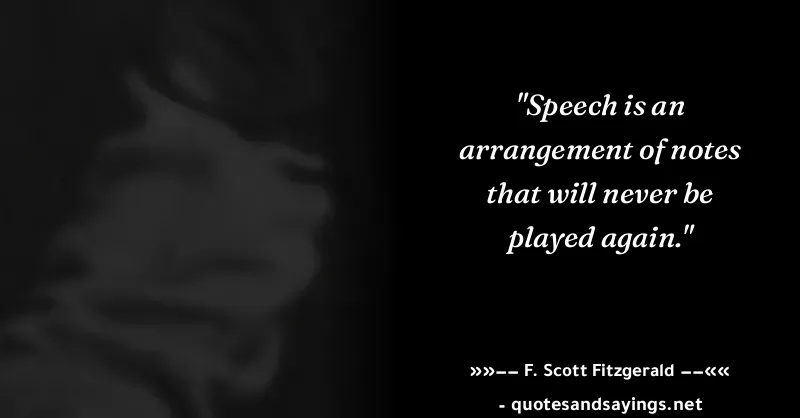 "Speech is an
arrangement of notes
that will never be
played again."
»»–– F. Scott Fitzgerald ––««
- quotesandsayings.net